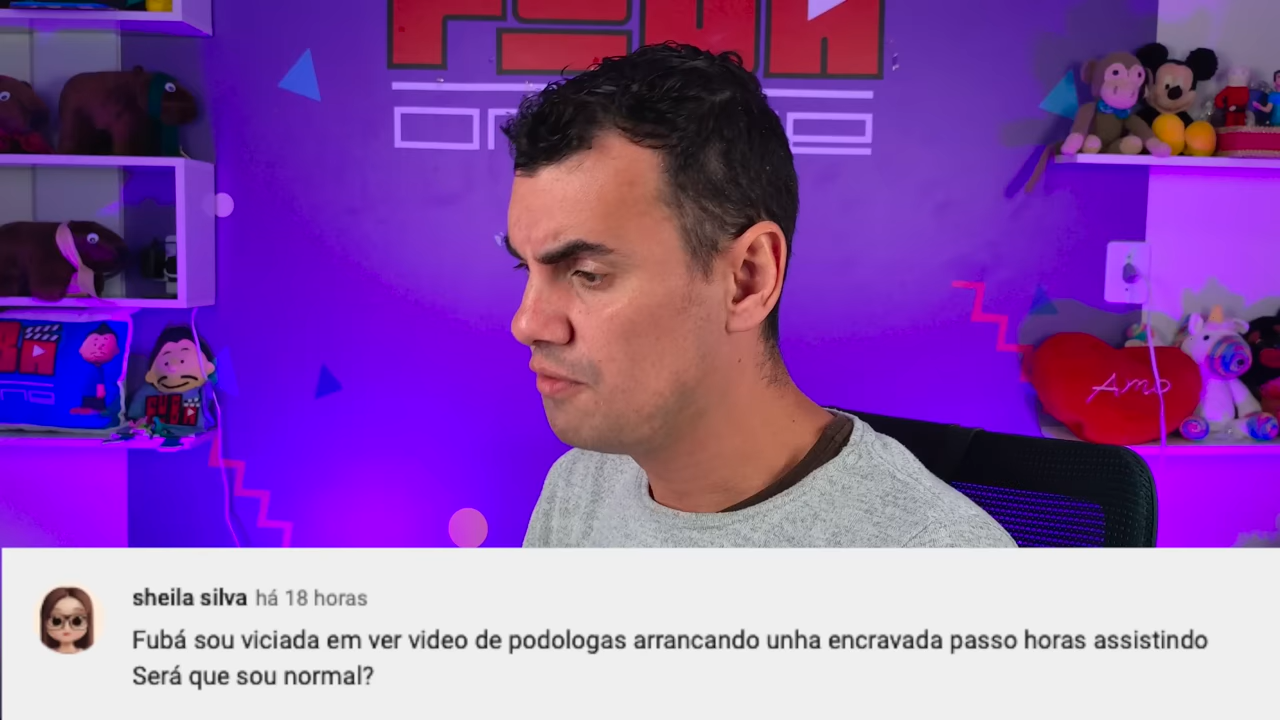 Amo
sheila silva há 18 horas
Fubá sou viciada em ver video de podologas arrancando unha encravada passo horas assistindo
Será que sou normal?